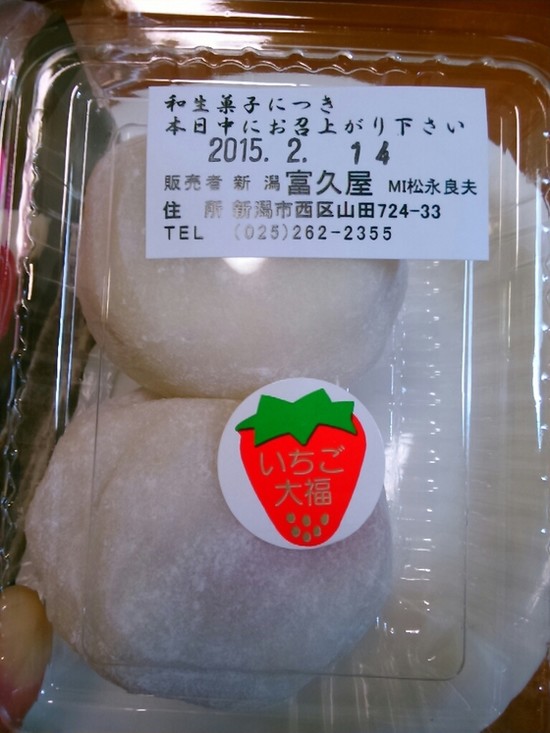 和生菓子につき
本日中にお召上がり下さい
2015. 2. 14
販売者 新潟 富久屋 MI松永良夫
住所 新潟市西区山田724-33
TEL (025)262-2355
いちご
大福